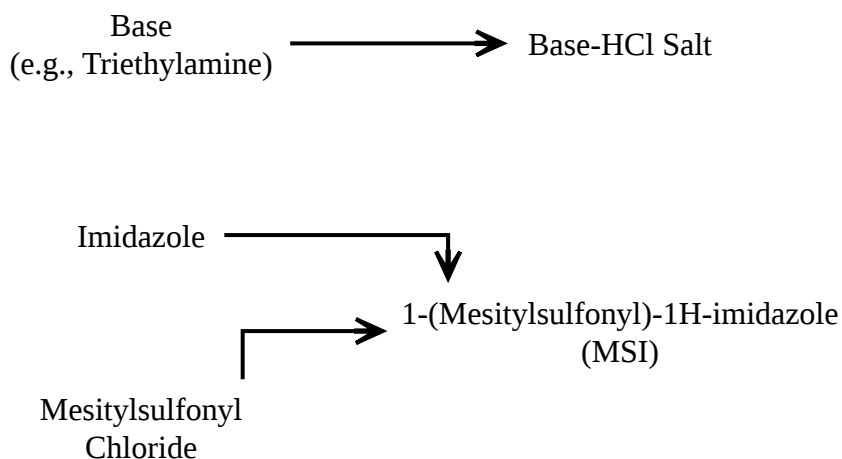 Base
(e.g., Triethylamine)
Base-HCl Salt
Imidazole
1-(Mesitylsulfonyl)-1H-imidazole
(MSI)
Mesitylsulfonyl
Chloride